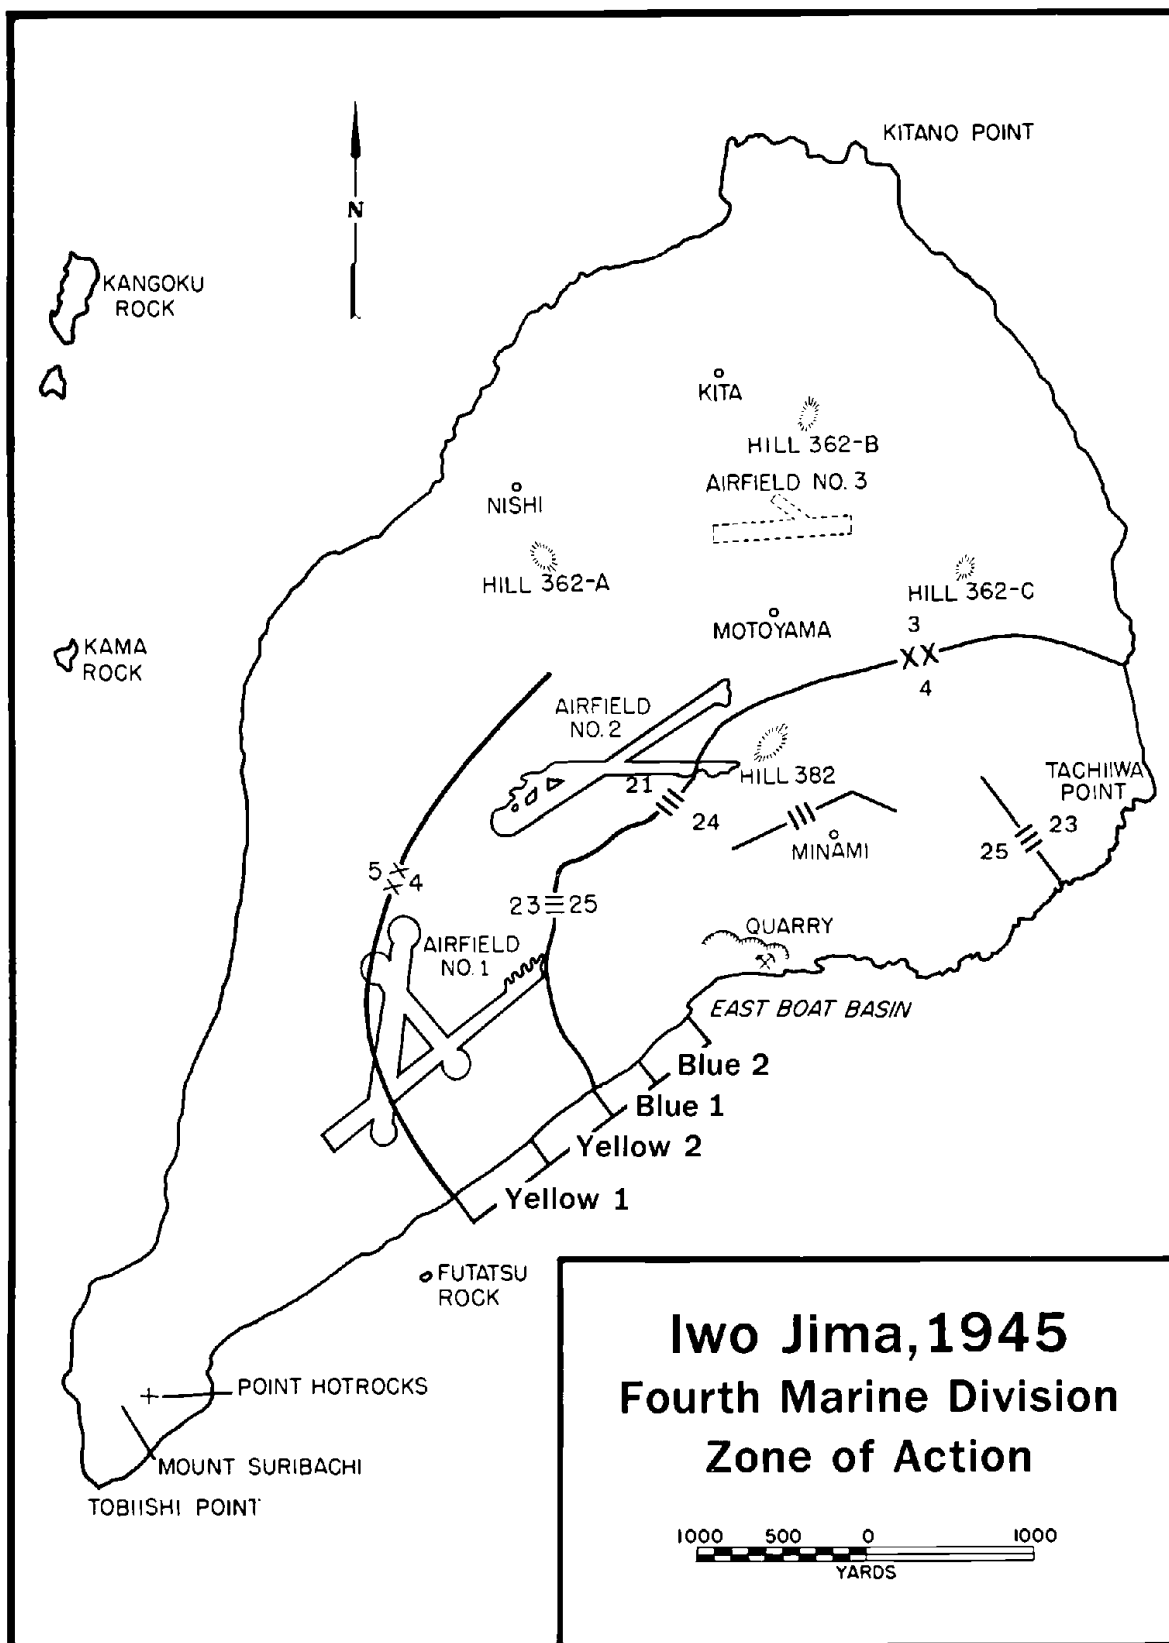 KITANO POINT
N
KANGOKU
ROCK
KITA
HILL 362-B
AIRFIELD NO. 3
NISHI
HILL 362-A
HILL 362-C
MOTOYAMA
3
XX
4
KAMA
ROCK
AIRFIELD
NO. 2
21
24
HILL 382
TACHIIWA
POINT
23
25
MINAMI
5
4
23
25
AIRFIELD
NO. 1
QUARRY
EAST BOAT BASIN
Blue 2
Blue 1
Yellow 2
Yellow 1
FUTATSU
ROCK
POINT HOTROCKS
MOUNT SURIBACHI
TOBIISHI POINT
Iwo Jima, 1945
Fourth Marine Division
Zone of Action
1000 500 0 1000
YARDS